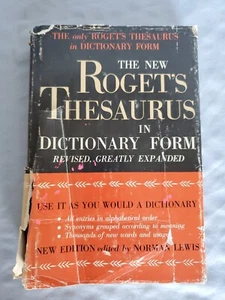 THE only ROGET'S THESAURUS
in DICTIONARY FORM
THE NEW
ROGET'S
THESAURUS
IN
DICTIONARY FORM
REVISED, GREATLY EXPANDED
USE IT AS YOU WOULD A DICTIONARY
• All entries in alphabetical order
• Synonyms grouped according to meaning
• Thousands of new words and usages
NEW EDITION edited by NORMAN LEWIS